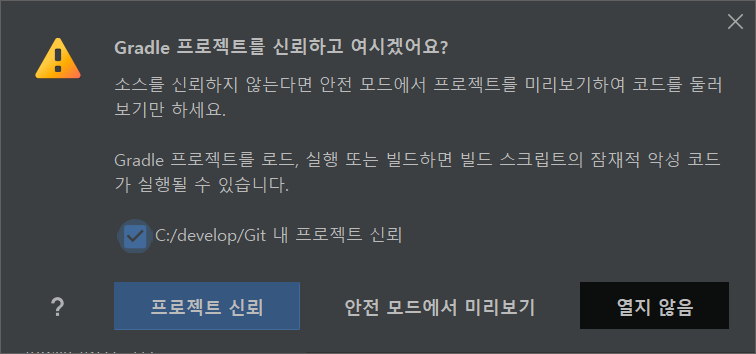 Gradle 프로젝트를 신뢰하고 여시겠어요?
소스를 신뢰하지 않는다면 안전 모드에서 프로젝트를 미리보기하여 코드를 둘러
보기만 하세요.
Gradle 프로젝트를 로드, 실행 또는 빌드하면 빌드 스크립트의 잠재적 악성 코드
가 실행될 수 있습니다.
C:/develop/Git 내 프로젝트 신뢰
? 프로젝트 신뢰 안전 모드에서 미리보기 열지 않음